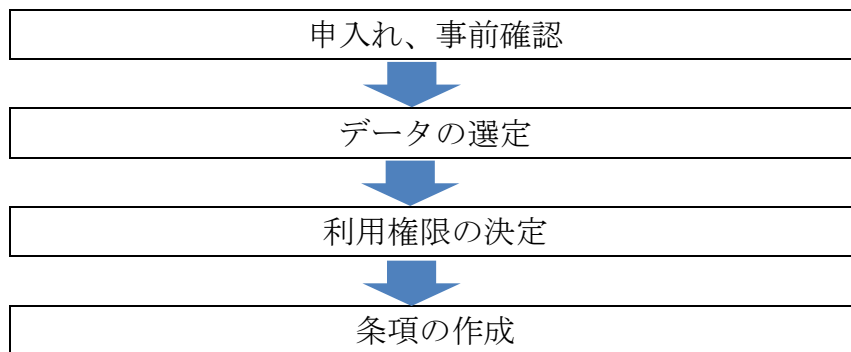 申入れ、事前確認
データの選定
利用権限の決定
条項の作成